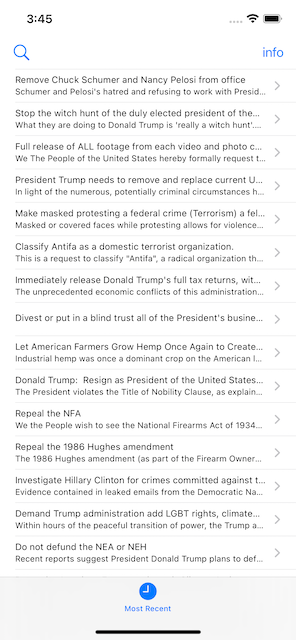 3:45
info
Remove Chuck Schumer and Nancy Pelosi from office
Schumer and Pelosi's hatred and refusing to work with Presid...
Stop the witch hunt of the duly elected president of the...
What they are doing to Donald Trump is 'really a witch hunt'....
Full release of ALL footage from each video and photo c...
We The People of the United States hereby formally request t...
President Trump needs to remove and replace current U...
In light of the numerous, potentially criminal circumstances h...
Make masked protesting a federal crime (Terrorism) a fel...
Masked or covered faces while protesting allows for violence...
Classify Antifa as a domestic terrorist organization.
This is a request to classify "Antifa", a radical organization th...
Immediately release Donald Trump's full tax returns, wit...
The unprecedented economic conflicts of this administration...
Divest or put in a blind trust all of the President's busine...
Let American Farmers Grow Hemp Once Again to Create...
Industrial hemp was once a dominant crop on the American l...
Donald Trump:  Resign as President of the United States...
The President violates the Title of Nobility Clause, as explain...
Repeal the NFA
We the People wish to see the National Firearms Act of 1934...
Repeal the 1986 Hughes amendment
The 1986 Hughes amendment (as part of the Firearm Owner...
Investigate Hillary Clinton for crimes committed against t...
Evidence contained in leaked emails from the Democratic Na...
Demand Trump administration add LGBT rights, climate...
Within hours of the peaceful transition of power, the Trump a...
Do not defund the NEA or NEH
Recent reports suggest President Donald Trump plans to def...
Most Recent